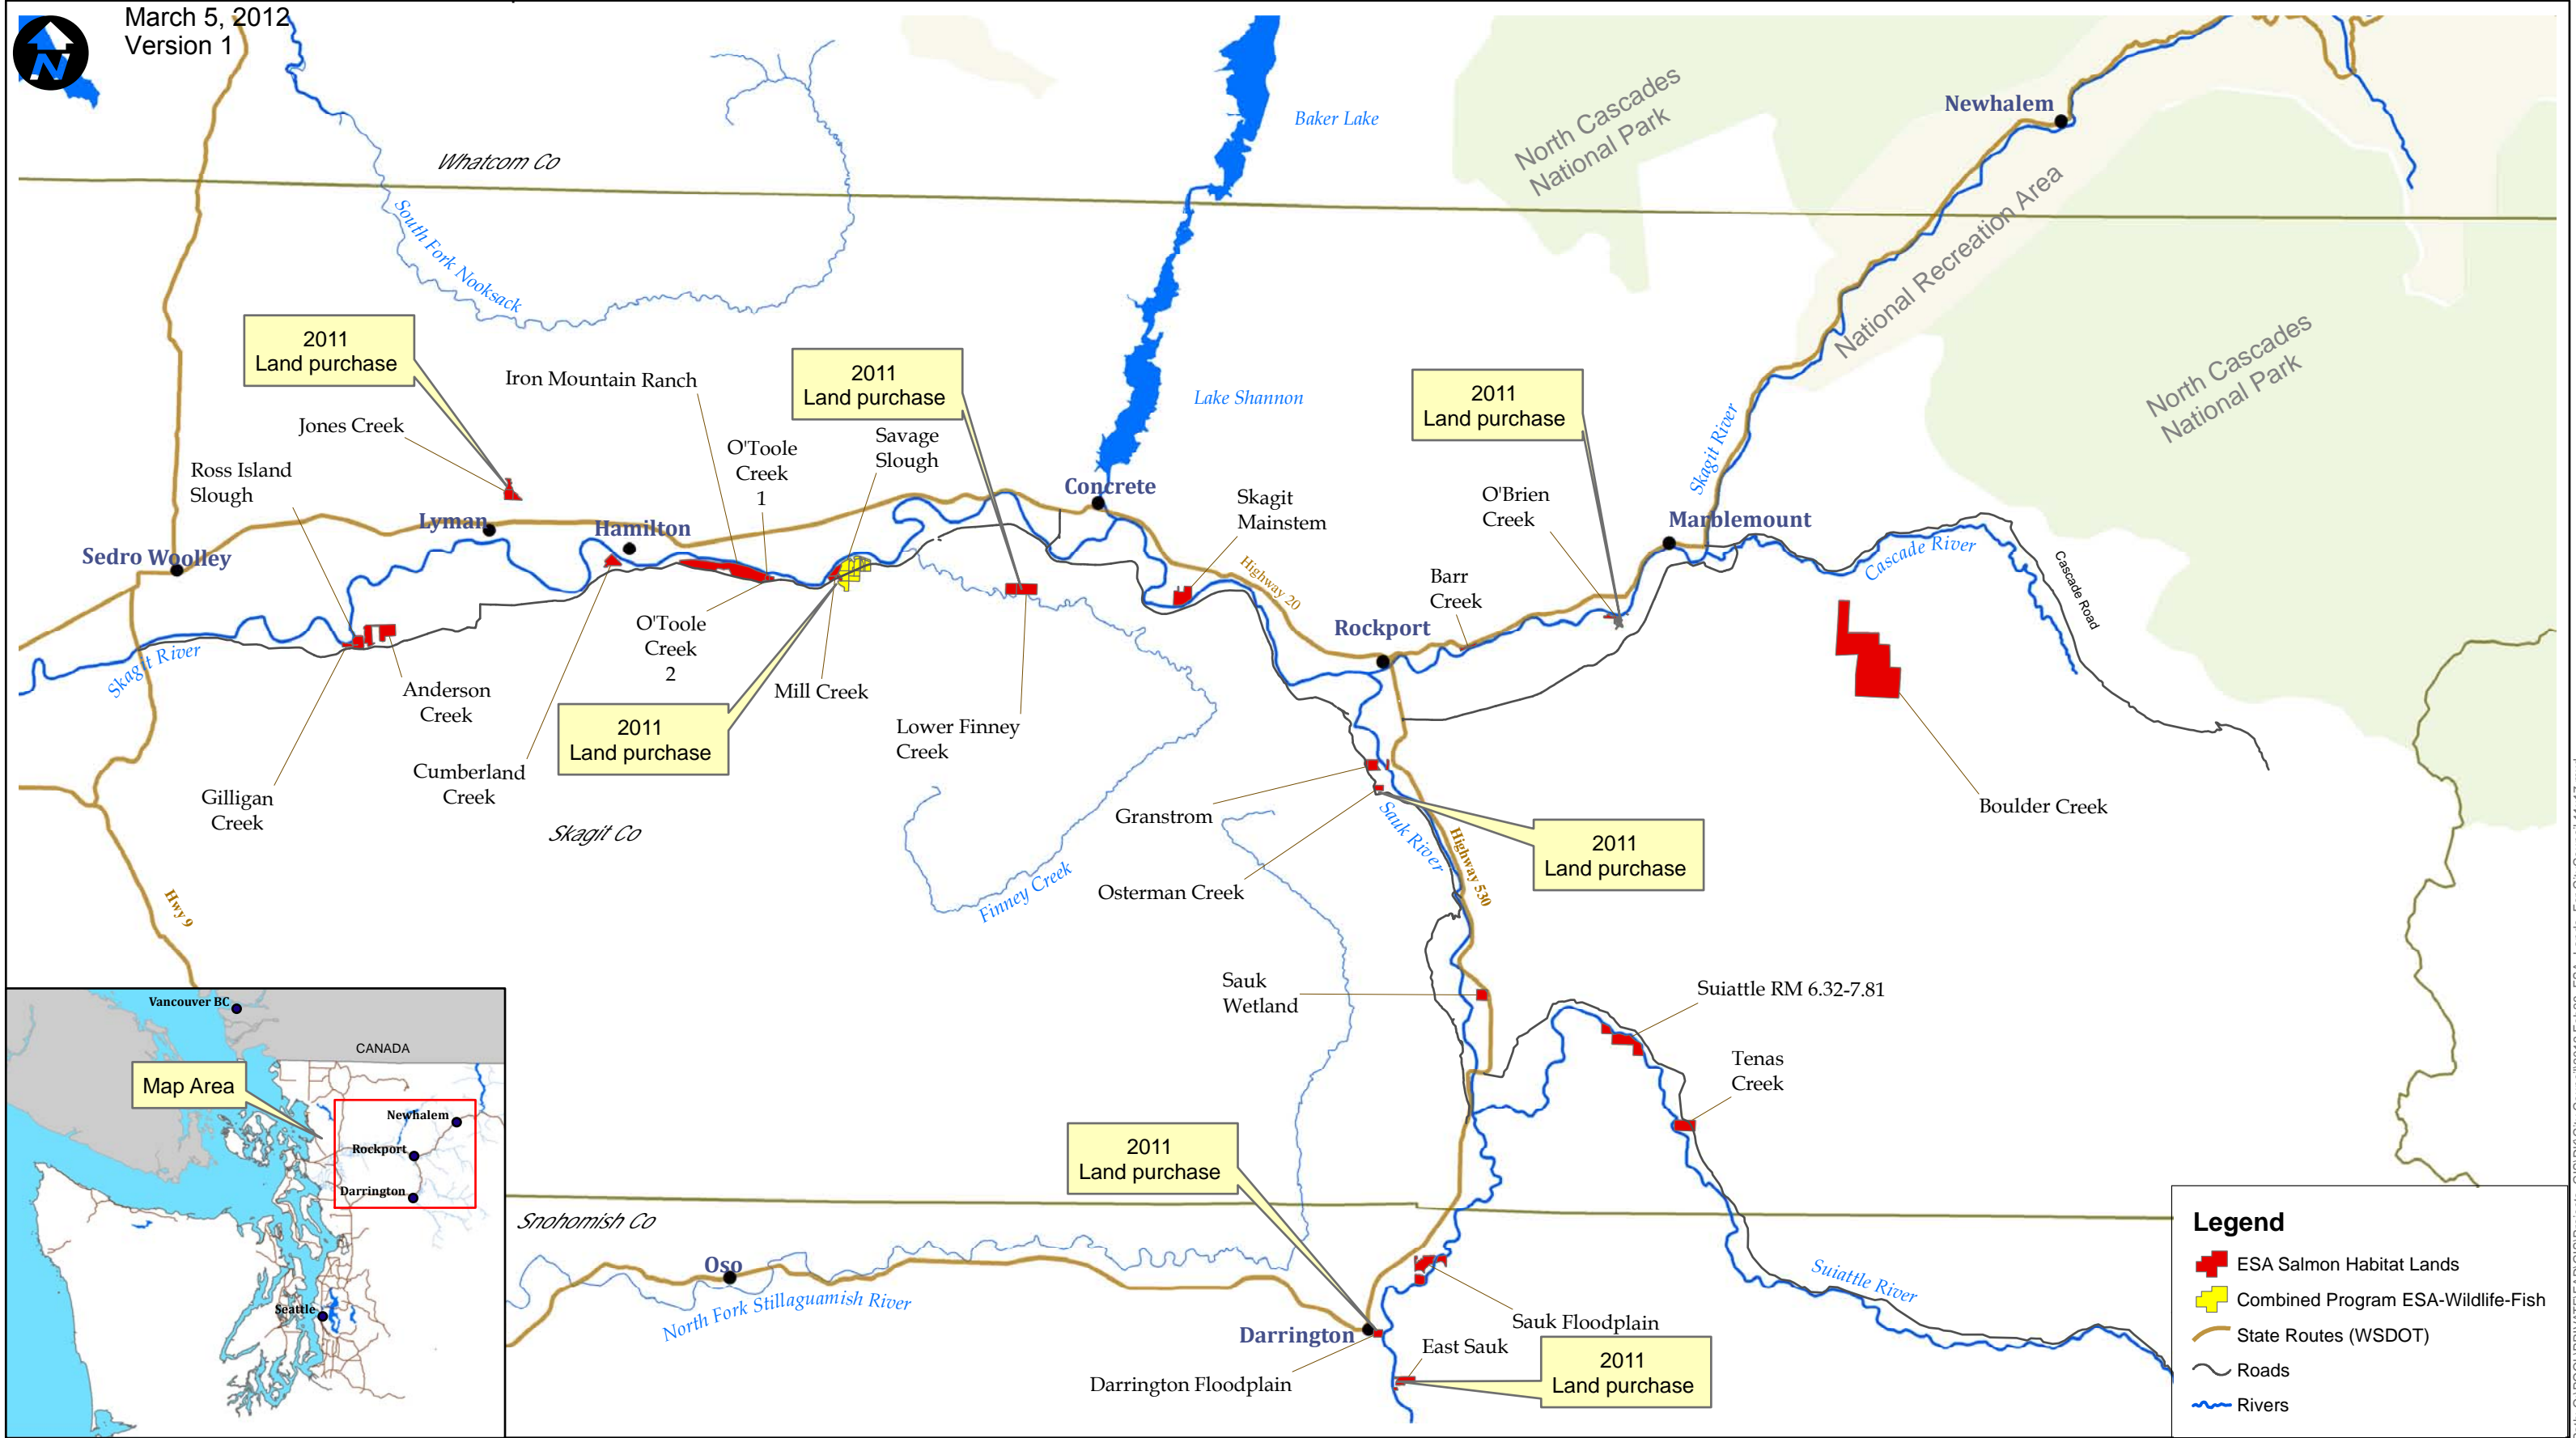 March 5, 2012
Version 1
N
Whatcom Co
South Fork Nooksack
Baker Lake
North Cascades
National Park
Newhalem
National Recreation Area
North Cascades
National Park
2011
Land purchase
Jones Creek
Ross Island
Slough
Iron Mountain Ranch
O'Toole
Creek
1
2011
Land purchase
Savage
Slough
Lake Shannon
Concrete
Skagit
Mainstem
2011
Land purchase
O'Brien
Creek
Skagit River
Marblemount
Cascade River
Cascade Road
Sedro Woolley
Lyman
Hamilton
Highway 20
Barr
Creek
Rockport
Skagit River
Anderson
Creek
O'Toole
Creek
2
Mill Creek
2011
Land purchase
Lower Finney
Creek
Gilligan
Creek
Cumberland
Creek
Skagit Co
Granstrom
Boulder Creek
Sauk River
Highway 530
2011
Land purchase
Osterman Creek
Finney Creek
Hwy 9
Sauk
Wetland
Suiattle RM 6.32-7.81
Tenas
Creek
Vancouver BC
CANADA
Map Area
Newhalem
Rockport
Darrington
Seattle
2011
Land purchase
Snohomish Co
Oso
North Fork Stillaguamish River
Suiattle River
Darrington
Sauk Floodplain
East Sauk
Darrington Floodplain
2011
Land purchase
Legend
ESA Salmon Habitat Lands
Combined Program ESA-Wildlife-Fish
State Routes (WSDOT)
Roads
Rivers